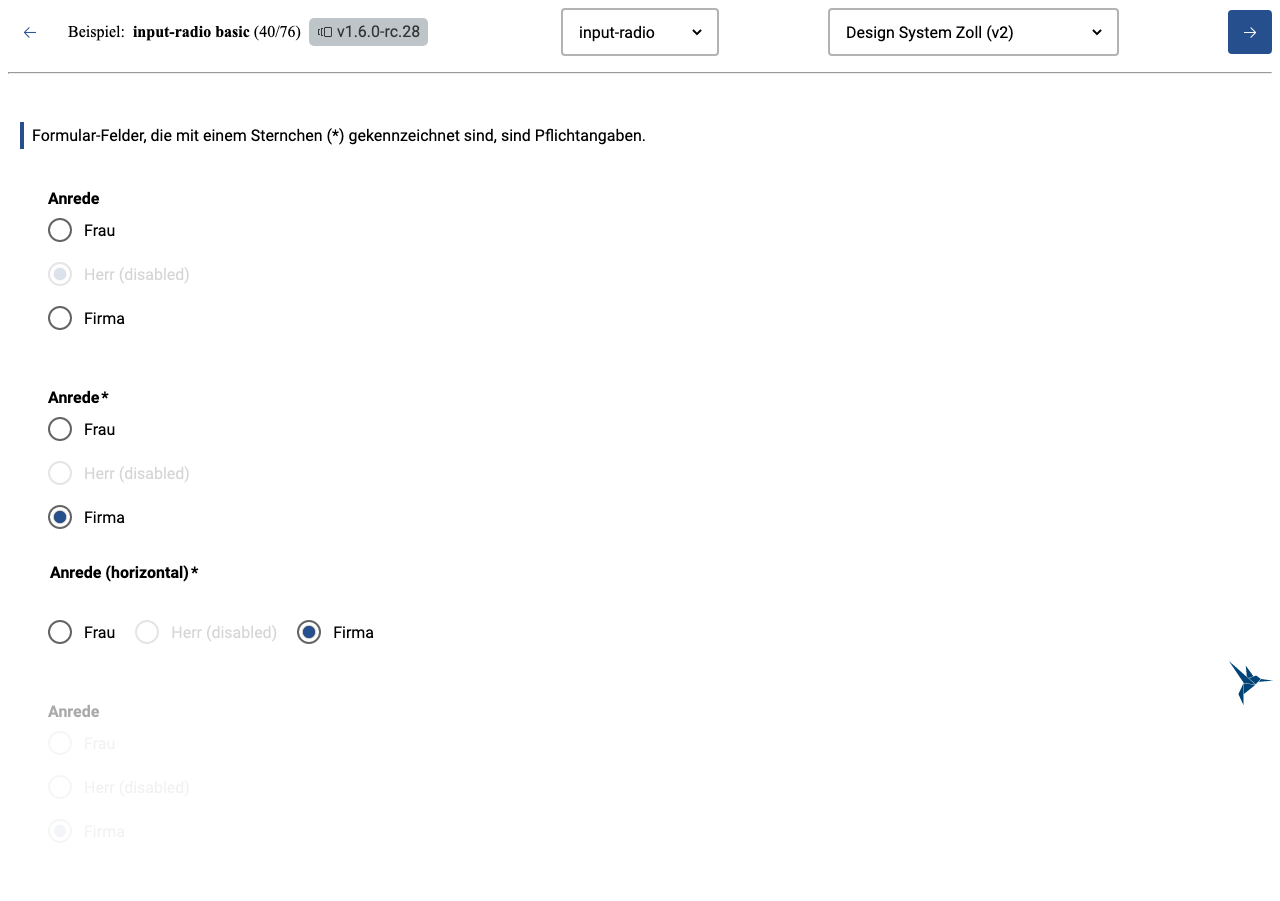 Beispiel: input-radio basic (40/76) v1.6.0-rc.28 input-radio Design System Zoll (v2)
Formular-Felder, die mit einem Sternchen (*) gekennzeichnet sind, sind Pflichtangaben.
Anrede
Frau
Herr (disabled)
Firma
Anrede*
Frau
Herr (disabled)
Firma
Anrede (horizontal)*
Frau Herr (disabled) Firma
Anrede
Frau
Herr (disabled)
Firma